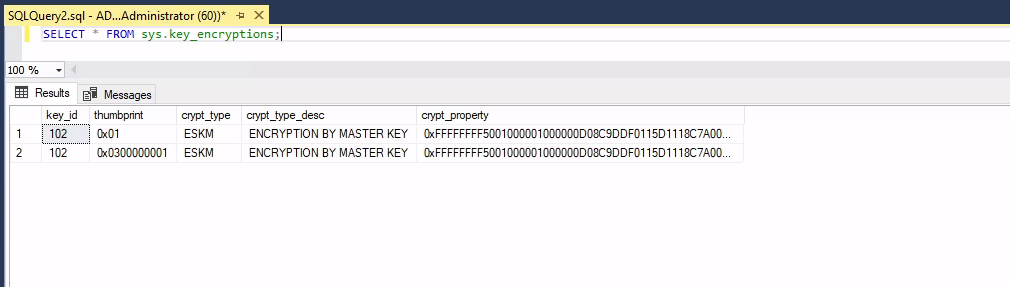 SQLQuery2.sql - AD...Administrator (60))*
SELECT * FROM sys.key_encryptions;
100 %
Results Messages
key_id thumbprint crypt_type crypt_type_desc crypt_property
1 102 0x01 ESKM ENCRYPTION BY MASTER KEY 0xFFFFFFFF5001000001000000D08C9DDF0115D1118C7A00...
2 102 0x0300000001 ESKM ENCRYPTION BY MASTER KEY 0xFFFFFFFF5001000001000000D08C9DDF0115D1118C7A00...